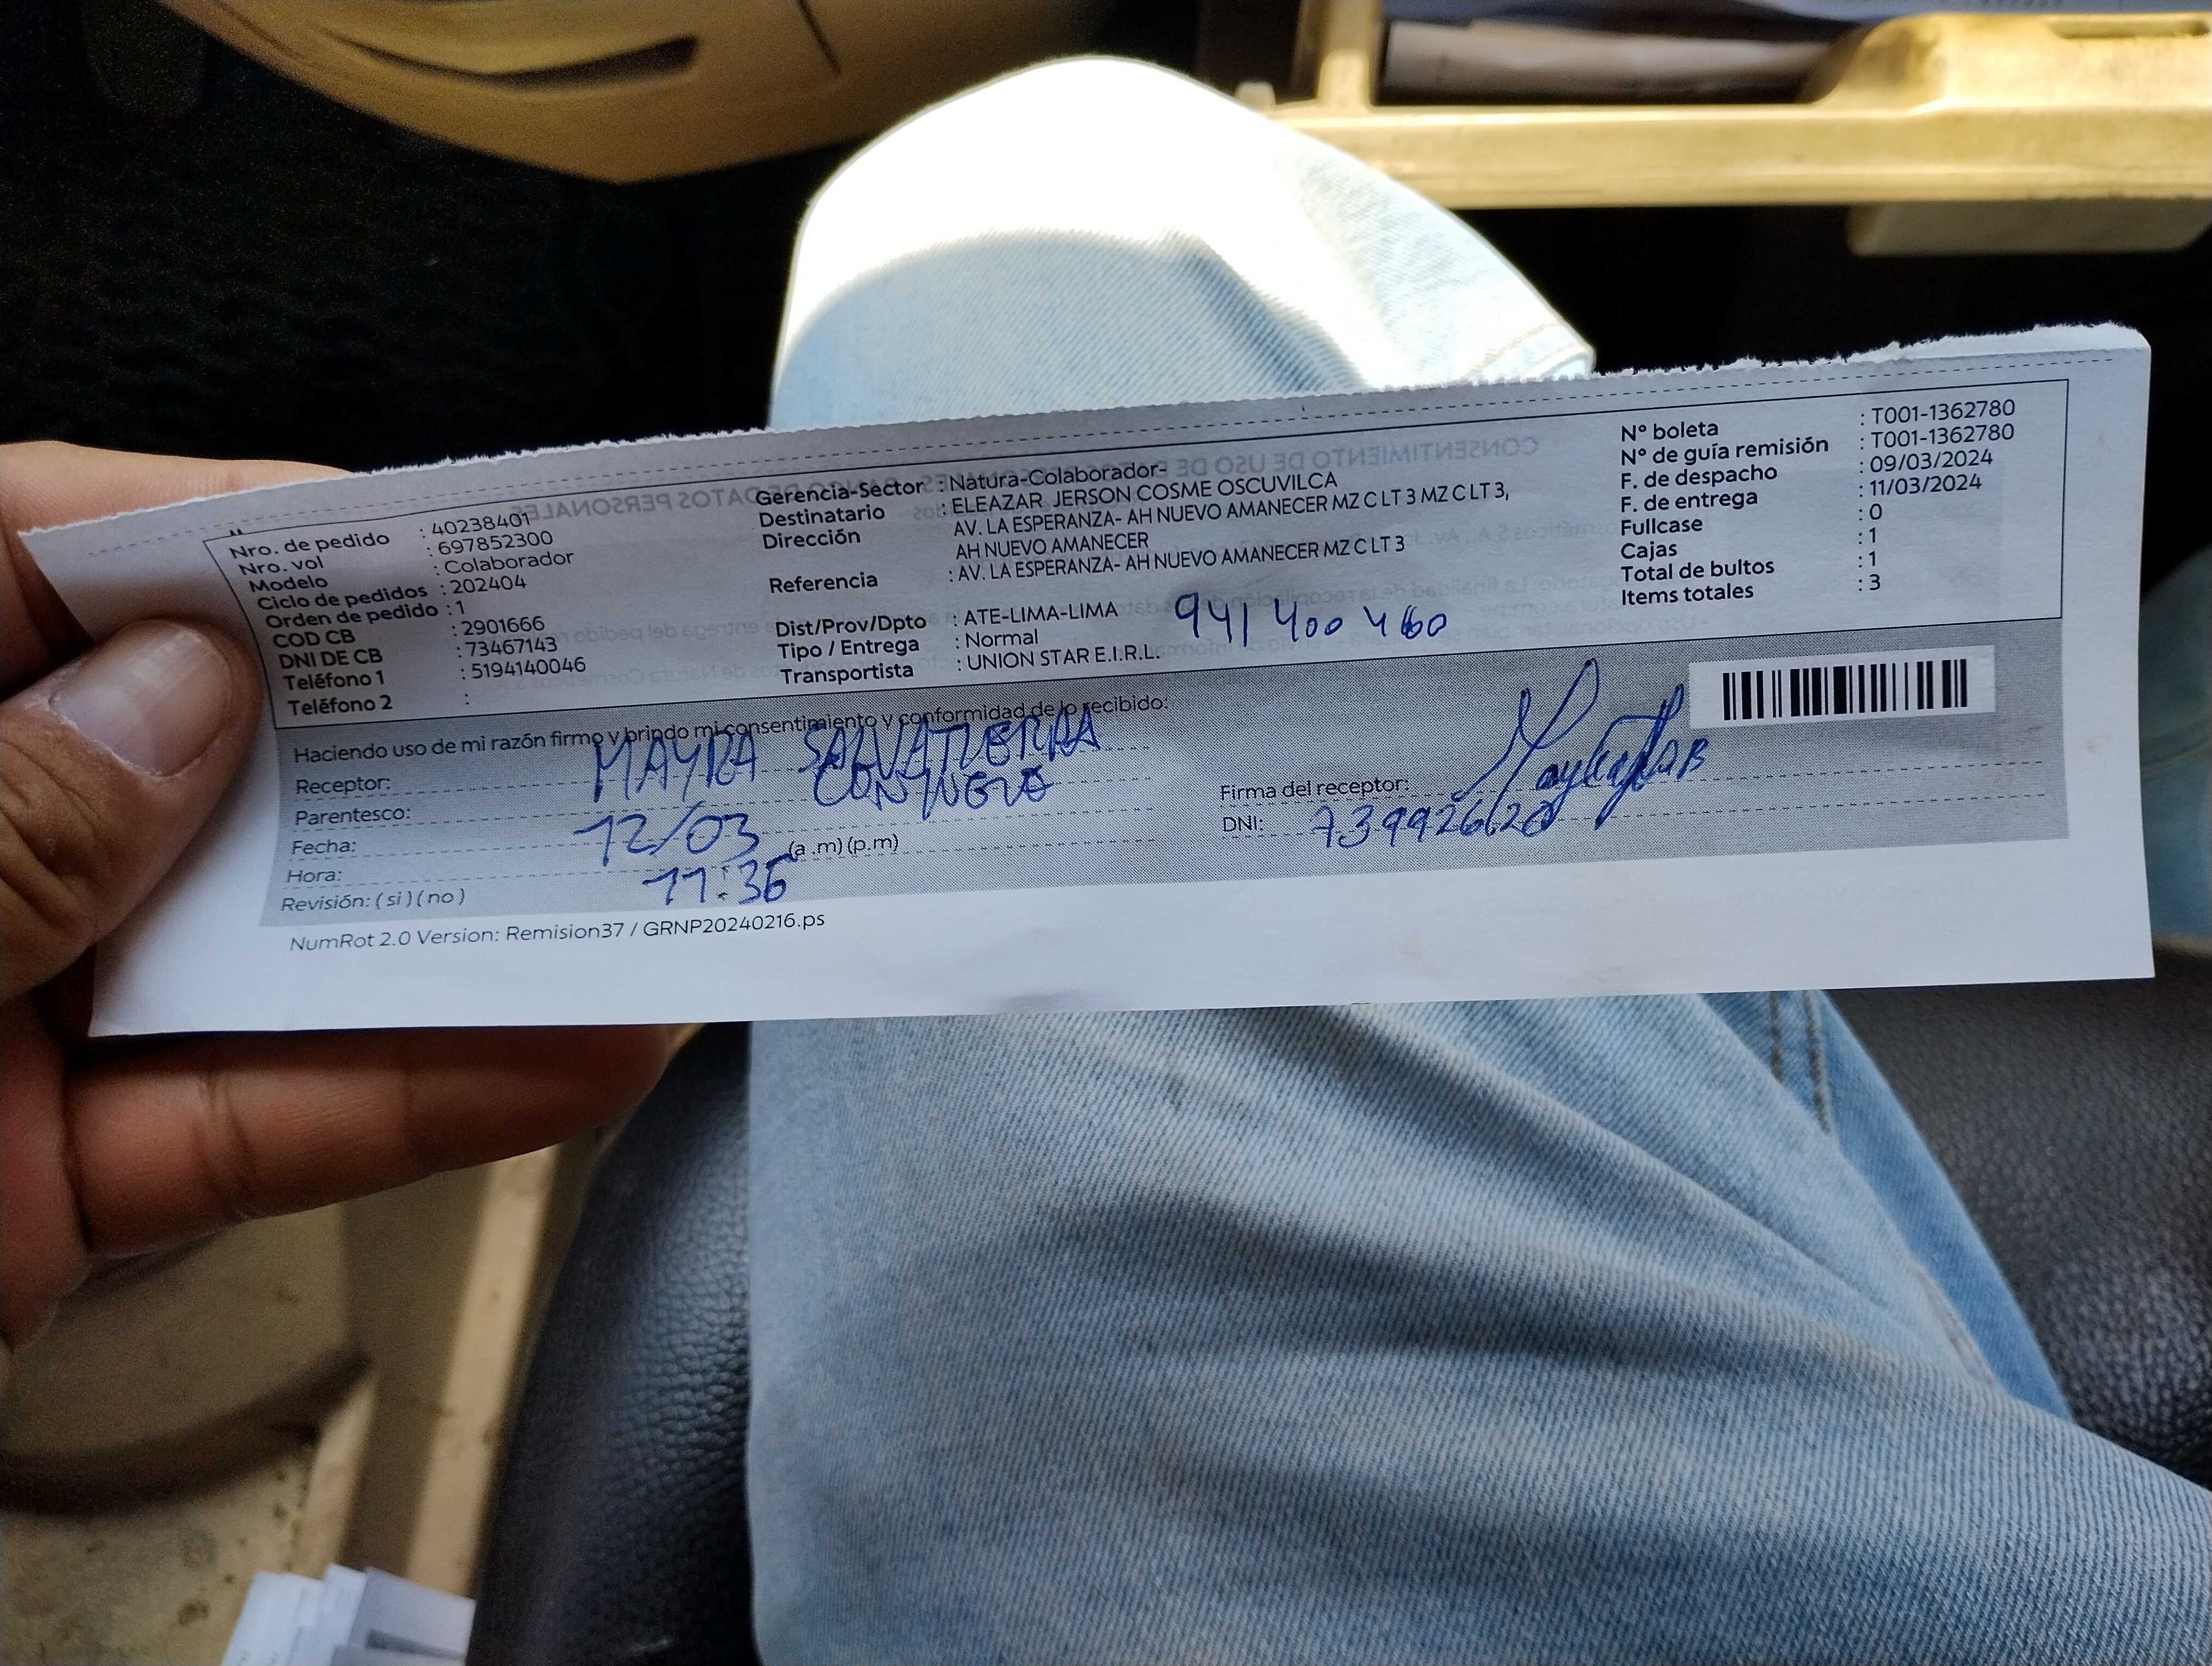 Nro. de pedido : 40238401
Nro. vol : 697852300
Modelo : Colaborador
Ciclo de pedidos : 202404
Orden de pedido : 1
COD CB : 2901666
DNI DE CB : 73467143
Teléfono 1 : 5194140046
Teléfono 2 :
Gerencia-Sector : Natura-Colaborador-
Destinatario : ELEAZAR JERSON COSME OSCUVILCA
Dirección : AV. LA ESPERANZA- AH NUEVO AMANECER MZ C LT 3 MZ C LT 3,
AH NUEVO AMANECER
Referencia : AV. LA ESPERANZA- AH NUEVO AMANECER MZ C LT 3
Dist/Prov/Dpto : ATE-LIMA-LIMA
Tipo / Entrega : Normal
Transportista : UNION STAR E.I.R.L.
941 400 460
N° boleta : T001-1362780
N° de guía remisión : T001-1362780
F. de despacho : 09/03/2024
F. de entrega : 11/03/2024
Fullcase : 0
Cajas : 1
Total de bultos : 1
Items totales : 3
Haciendo uso de mi razón firmo y brindo mi consentimiento y conformidad de lo recibido:
Receptor: MAYRA SALVATIERRA
Parentesco: CONYUGUE
Fecha: 12/03
Hora: 11:36 (a .m) (p.m)
Revisión: ( si ) ( no )
Firma del receptor:
DNI: 73992620
NumRot 2.0 Version: Remision37 / GRNP20240216.ps